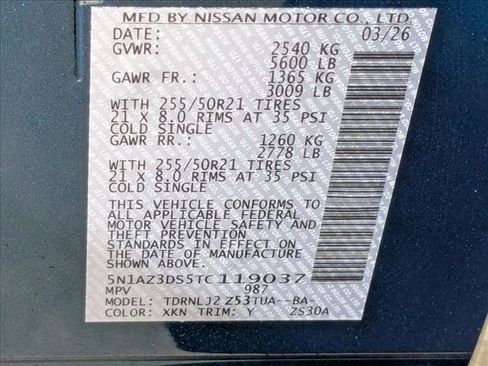 MFD BY NISSAN MOTOR CO., LTD.
DATE: 03/26
GVWR: 2540 KG
5600 LB
GAWR FR.: 1365 KG
3009 LB
WITH 255/50R21 TIRES
21 X 8.0 RIMS AT 35 PSI
COLD SINGLE
GAWR RR.: 1260 KG
2778 LB
WITH 255/50R21 TIRES
21 X 8.0 RIMS AT 35 PSI
COLD SINGLE
THIS VEHICLE CONFORMS TO
ALL APPLICABLE FEDERAL
MOTOR VEHICLE SAFETY AND
THEFT PREVENTION
STANDARDS IN EFFECT ON
THE DATE OF MANUFACTURE
SHOWN ABOVE.
5N1AZ3DS5TC119037
MPV 987
MODEL: TDRNLJ2 Z53TUA--BA-
COLOR: XKN TRIM: Y ZS30A